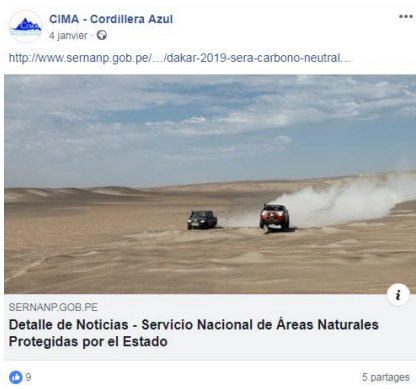 CIMA - Cordillera Azul
4 janvier ·
http://www.sernanp.gob.pe/.../dakar-2019-sera-carbono-neutral...
SERNANP.GOB.PE
Detalle de Noticias - Servicio Nacional de Áreas Naturales
Protegidas por el Estado
9
5 partages